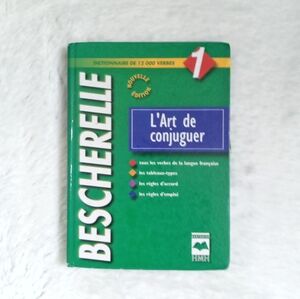 DICTIONNAIRE DE 12 000 VERBES
1
NOUVELLE
ÉDITION
BESCHERELLE
L'Art de
conjuguer
tous les verbes de la langue française
les tableaux-types
les règles d'accord
les règles d'emploi
HMH